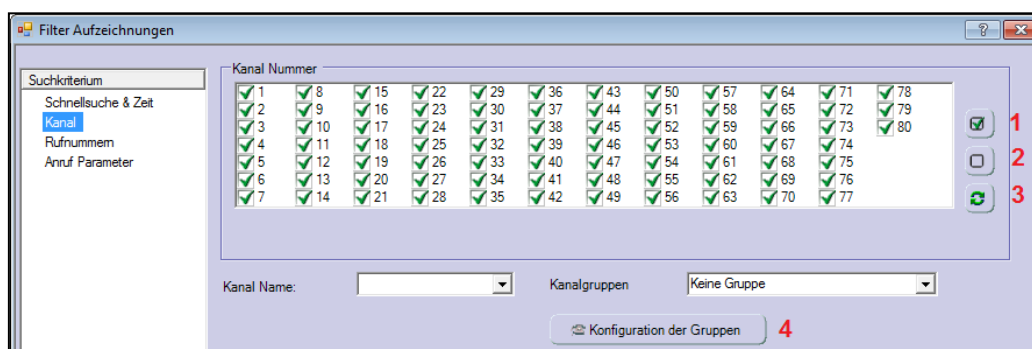 Filter Aufzeichnungen
Suchkriterium
Schnellsuche & Zeit
Kanal
Rufnummern
Anruf Parameter
Kanal Nummer
1 8 15 22 29 36 43 50 57 64 71 78
2 9 16 23 30 37 44 51 58 65 72 79
3 10 17 24 31 38 45 52 59 66 73 80
4 11 18 25 32 39 46 53 60 67 74
5 12 19 26 33 40 47 54 61 68 75
6 13 20 27 34 41 48 55 62 69 76
7 14 21 28 35 42 49 56 63 70 77
1
2
3
Kanal Name:
Kanalgruppen Keine Gruppe
Konfiguration der Gruppen 4